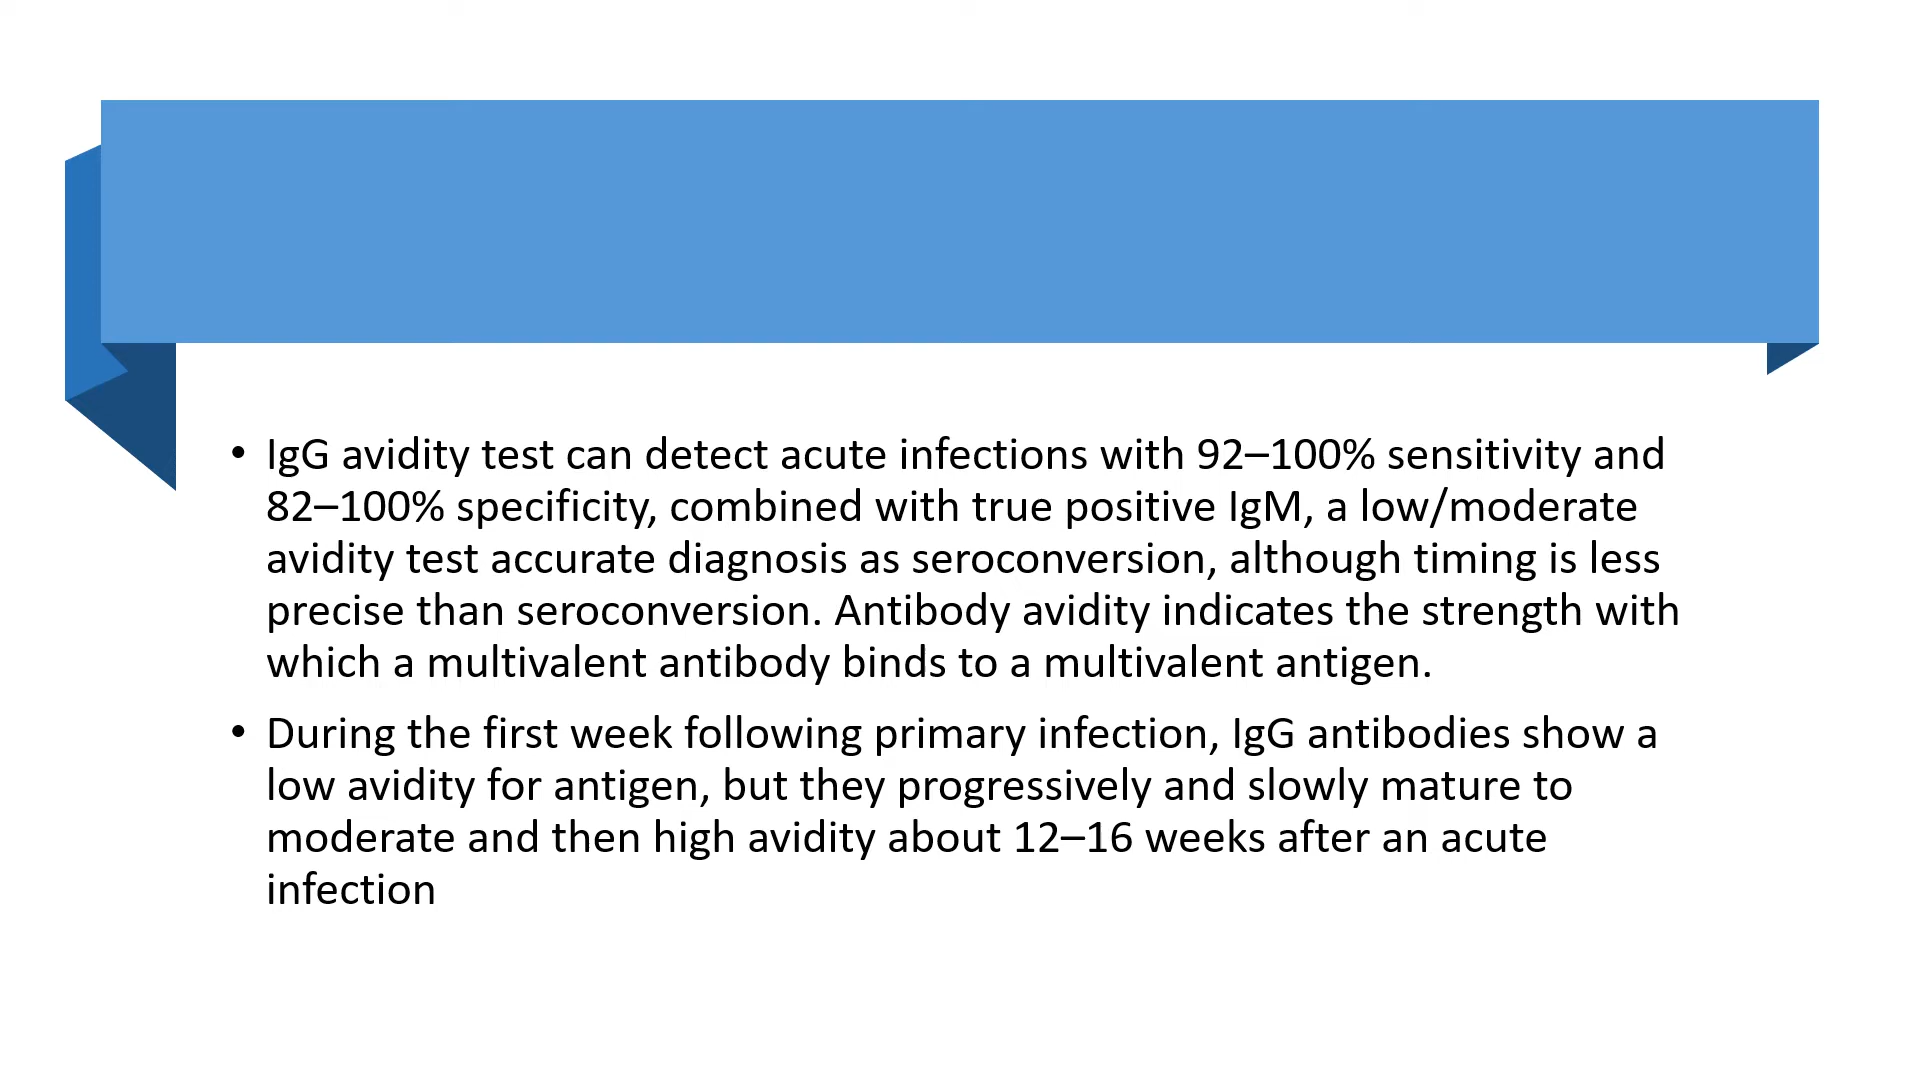 • IgG avidity test can detect acute infections with 92–100% sensitivity and
82–100% specificity, combined with true positive IgM, a low/moderate
avidity test accurate diagnosis as seroconversion, although timing is less
precise than seroconversion. Antibody avidity indicates the strength with
which a multivalent antibody binds to a multivalent antigen.
• During the first week following primary infection, IgG antibodies show a
low avidity for antigen, but they progressively and slowly mature to
moderate and then high avidity about 12–16 weeks after an acute
infection